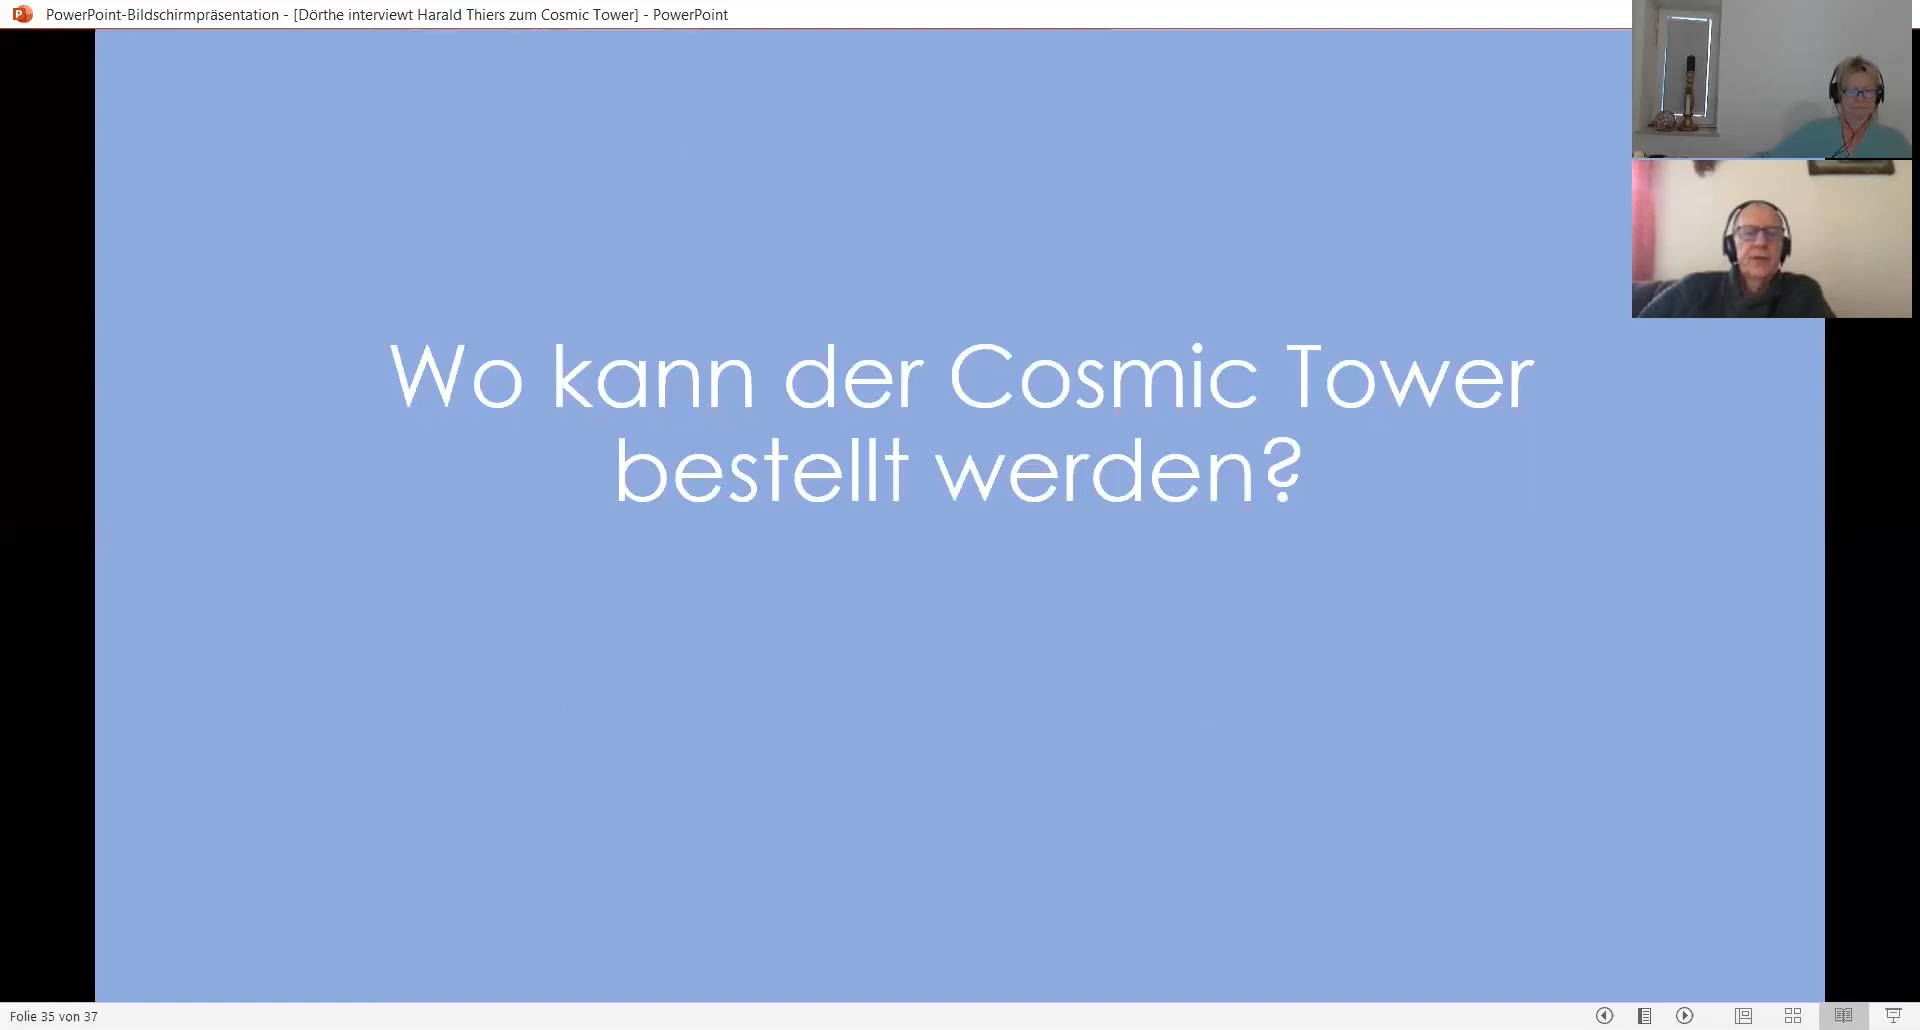 PowerPoint-Bildschirmpräsentation - [Dörthe interviewt Harald Thiers zum Cosmic Tower] - PowerPoint
Wo kann der Cosmic Tower
bestellt werden?
Folie 35 von 37